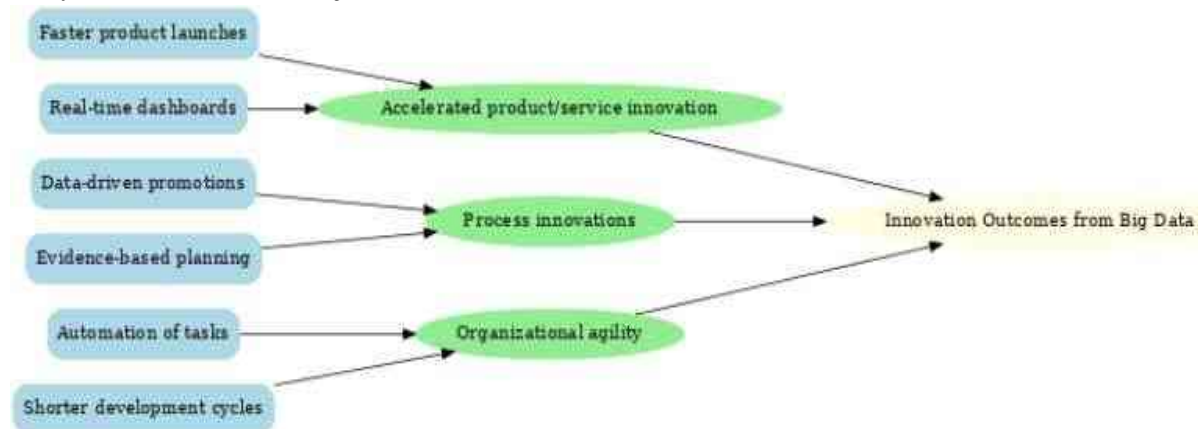 Faster product launches
Real-time dashboards
Accelerated product/service innovation
Data-driven promotions
Process innovations
Innovation Outcomes from Big Data
Evidence-based planning
Automation of tasks
Organizational agility
Shorter development cycles